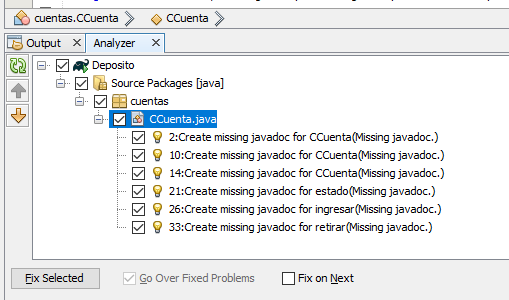 cuentas.CCuenta CCuenta
Output Analyzer
Deposito
Source Packages [java]
cuentas
CCuenta.java
2:Create missing javadoc for CCuenta(Missing javadoc.)
10:Create missing javadoc for CCuenta(Missing javadoc.)
14:Create missing javadoc for CCuenta(Missing javadoc.)
21:Create missing javadoc for estado(Missing javadoc.)
26:Create missing javadoc for ingresar(Missing javadoc.)
33:Create missing javadoc for retirar(Missing javadoc.)
Fix Selected Go Over Fixed Problems Fix on Next